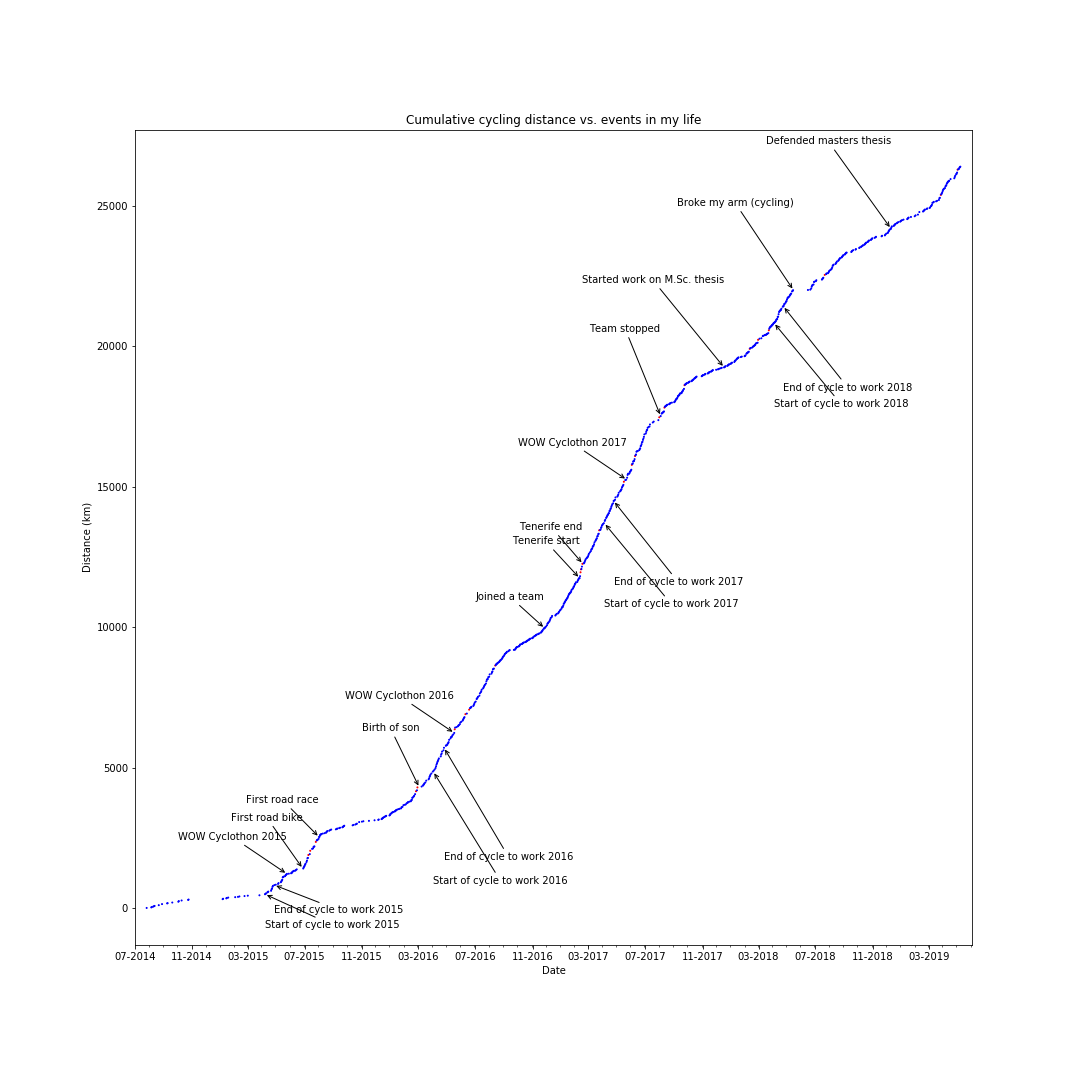 Cumulative cycling distance vs. events in my life
Defended masters thesis
Broke my arm (cycling)
25000
Started work on M.Sc. thesis
Team stopped
20000
End of cycle to work 2018
Start of cycle to work 2018
WOW Cyclothon 2017
15000
Tenerife end
Tenerife start
End of cycle to work 2017
Joined a team
Start of cycle to work 2017
10000
WOW Cyclothon 2016
Birth of son
5000
First road race
First road bike
WOW Cyclothon 2015
End of cycle to work 2016
Start of cycle to work 2016
0
End of cycle to work 2015
Start of cycle to work 2015
Distance (km)
07-2014 11-2014 03-2015 07-2015 11-2015 03-2016 07-2016 11-2016 03-2017 07-2017 11-2017 03-2018 07-2018 11-2018 03-2019
Date